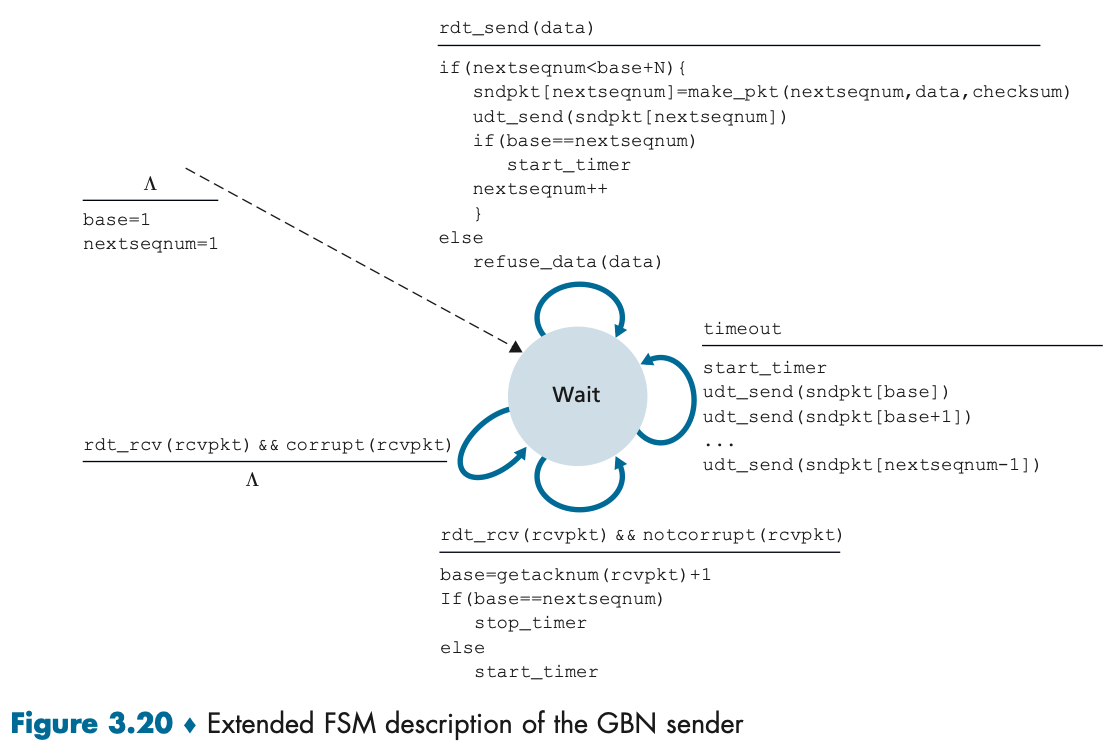 rdt_send(data)
if(nextseqnum<base+N){
sndpkt[nextseqnum]=make_pkt(nextseqnum,data,checksum)
udt_send(sndpkt[nextseqnum])
if(base==nextseqnum)
start_timer
nextseqnum++
}
else
refuse_data(data)
Λ
base=1
nextseqnum=1
timeout
start_timer
udt_send(sndpkt[base])
udt_send(sndpkt[base+1])
...
udt_send(sndpkt[nextseqnum-1])
Wait
rdt_rcv(rcvpkt) && corrupt(rcvpkt)
Λ
rdt_rcv(rcvpkt) && notcorrupt(rcvpkt)
base=getacknum(rcvpkt)+1
If(base==nextseqnum)
stop_timer
else
start_timer
Figure 3.20 ♦ Extended FSM description of the GBN sender